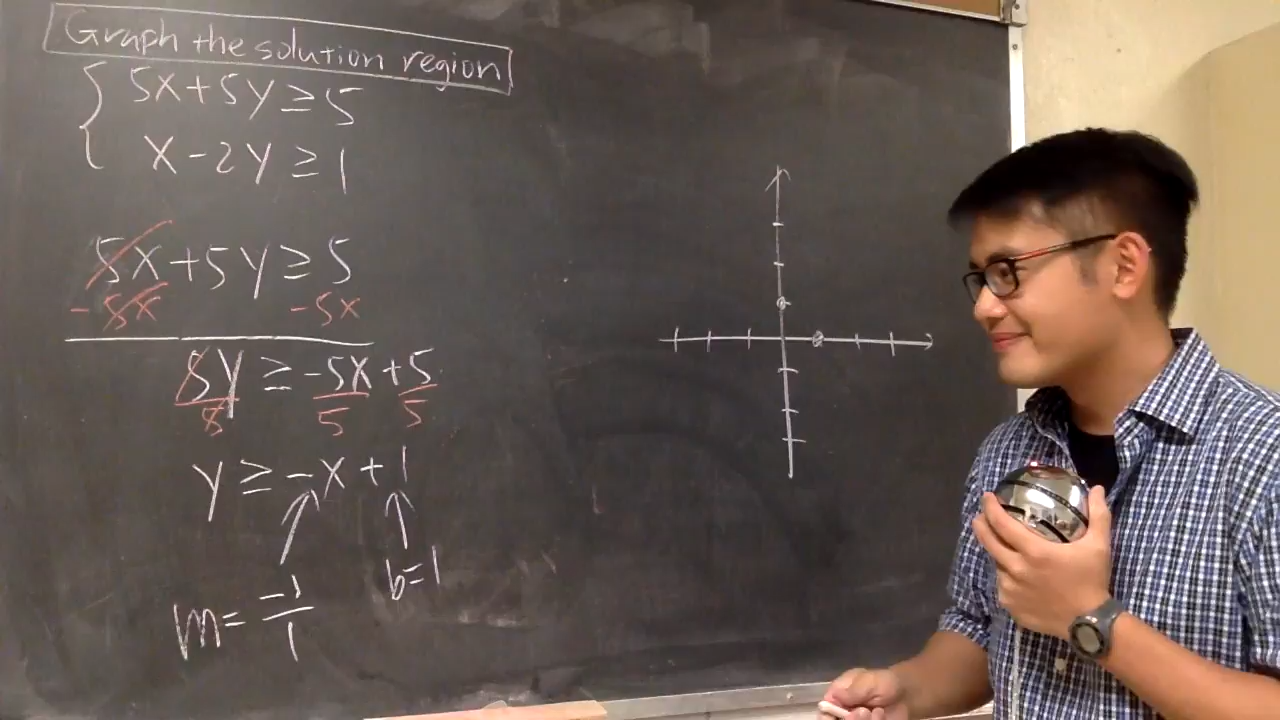 Graph the solution region
5x+5y≥5
x-2y≥1
5x+5y≥5
-5x -5x
5y≥-5x+5
5 5 5
y≥-x+1
b=1
m=-1/1